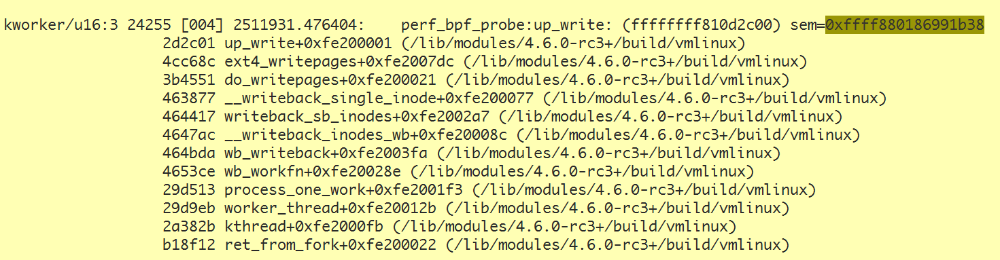 kworker/u16:3 24255 [004] 2511931.476404:    perf_bpf_probe:up_write: (ffffffff810d2c00) sem=0xffff880186991b38
2d2c01 up_write+0xfe200001 (/lib/modules/4.6.0-rc3+/build/vmlinux)
4cc68c ext4_writepages+0xfe2007dc (/lib/modules/4.6.0-rc3+/build/vmlinux)
3b4551 do_writepages+0xfe200021 (/lib/modules/4.6.0-rc3+/build/vmlinux)
463877 __writeback_single_inode+0xfe200077 (/lib/modules/4.6.0-rc3+/build/vmlinux)
464417 writeback_sb_inodes+0xfe2002a7 (/lib/modules/4.6.0-rc3+/build/vmlinux)
4647ac __writeback_inodes_wb+0xfe20008c (/lib/modules/4.6.0-rc3+/build/vmlinux)
464bda wb_writeback+0xfe2003fa (/lib/modules/4.6.0-rc3+/build/vmlinux)
4653ce wb_workfn+0xfe20028e (/lib/modules/4.6.0-rc3+/build/vmlinux)
29d513 process_one_work+0xfe2001f3 (/lib/modules/4.6.0-rc3+/build/vmlinux)
29d9eb worker_thread+0xfe20012b (/lib/modules/4.6.0-rc3+/build/vmlinux)
2a382b kthread+0xfe2000fb (/lib/modules/4.6.0-rc3+/build/vmlinux)
b18f12 ret_from_fork+0xfe200022 (/lib/modules/4.6.0-rc3+/build/vmlinux)